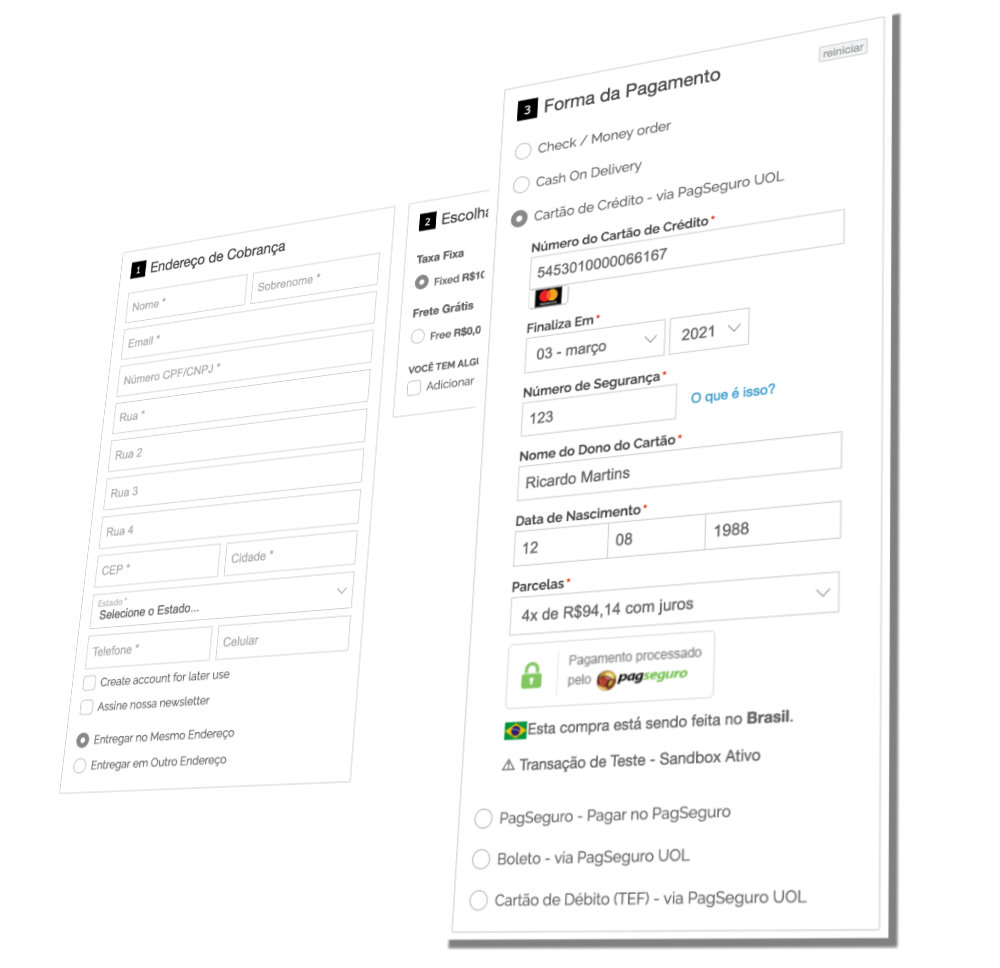 1 Endereço de Cobrança
Nome *
Sobrenome *
Email *
Número CPF/CNPJ *
Rua *
Rua 2
Rua 3
Rua 4
CEP *
Cidade *
Estado *
Selecione o Estado...
Telefone *
Celular
Create account for later use
Assine nossa newsletter
Entregar no Mesmo Endereço
Entregar em Outro Endereço
2 Escolha
Taxa Fixa
Fixed R$10
Frete Grátis
Free R$0,0
VOCÊ TEM ALGU
Adicionar
reiniciar
3 Forma da Pagamento
Check / Money order
Cash On Delivery
Cartão de Crédito - via PagSeguro UOL
Número do Cartão de Crédito *
5453010000066167
Finaliza Em *
03 - março
2021
Número de Segurança *
123
O que é isso?
Nome do Dono do Cartão *
Ricardo Martins
Data de Nascimento *
12
08
1988
Parcelas *
4x de R$94,14 com juros
Pagamento processado
pelo pagseguro
Esta compra está sendo feita no Brasil.
⚠ Transação de Teste - Sandbox Ativo
PagSeguro - Pagar no PagSeguro
Boleto - via PagSeguro UOL
Cartão de Débito (TEF) - via PagSeguro UOL